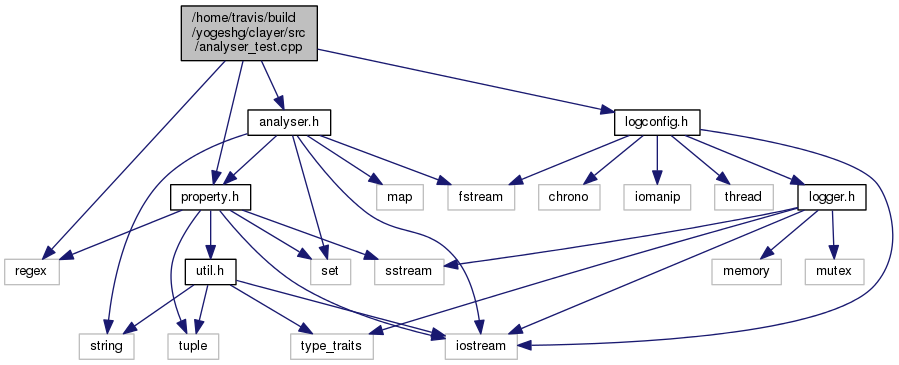 /home/travis/build
/yogeshg/clayer/src
/analyser_test.cpp
analyser.h
logconfig.h
property.h
map
fstream
chrono
iomanip
thread
logger.h
regex
util.h
set
sstream
memory
mutex
string
tuple
type_traits
iostream